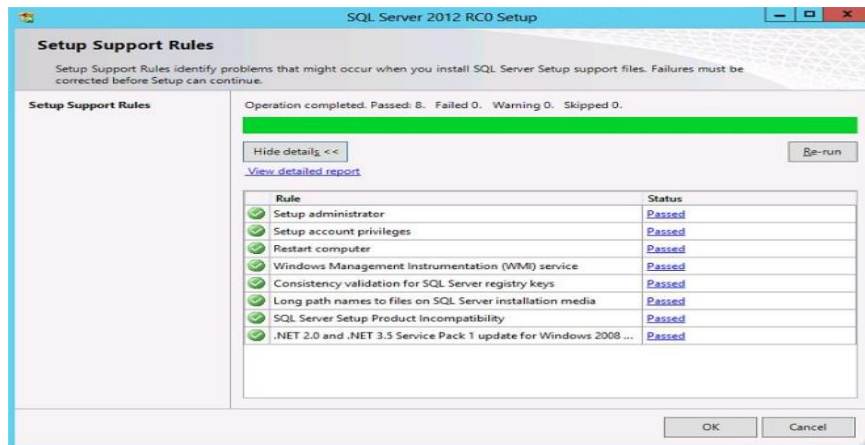 SQL Server 2012 RC0 Setup
Setup Support Rules
Setup Support Rules identify problems that might occur when you install SQL Server Setup support files. Failures must be
corrected before Setup can continue.
Setup Support Rules
Operation completed. Passed: 8. Failed 0. Warning 0. Skipped 0.
Hide details <<
Re-run
View detailed report
Rule Status
Setup administrator Passed
Setup account privileges Passed
Restart computer Passed
Windows Management Instrumentation (WMI) service Passed
Consistency validation for SQL Server registry keys Passed
Long path names to files on SQL Server installation media Passed
SQL Server Setup Product Incompatibility Passed
.NET 2.0 and .NET 3.5 Service Pack 1 update for Windows 2008 ... Passed
OK Cancel